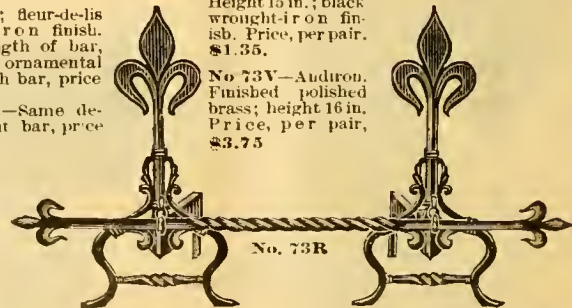 ; fleur-de-lis
iron finish.
gth of bar,
ornamental
h bar, price
—Same de-
t bar, price
Height 15 in.; black
wrought-iron fin-
ish. Price, per pair.
$1.35.
No 73V—Andiron.
Finished polished
brass; height 16 in.
Price, per pair,
$3.75
No. 73R